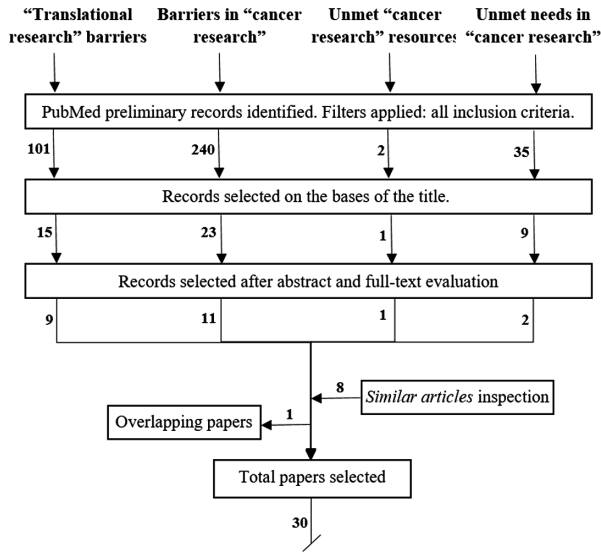 “Translational
research” barriers
Barriers in “cancer
research”
Unmet “cancer
research” resources
Unmet needs in
“cancer research”
PubMed preliminary records identified. Filters applied: all inclusion criteria.
101
240
2
35
Records selected on the bases of the title.
15
23
1
9
Records selected after abstract and full-text evaluation
9
11
1
2
8
Similar articles inspection
Overlapping papers
1
Total papers selected
30